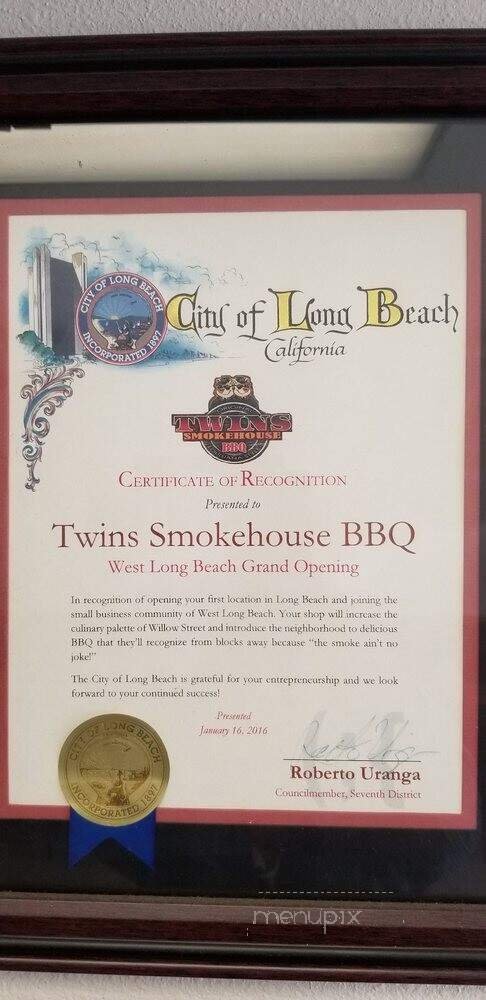 CITY OF LONG BEACH
INCORPORATED 1897
City of Long Beach
California
TWINS
SMOKEHOUSE
BBQ
CERTIFICATE OF RECOGNITION
Presented to
Twins Smokehouse BBQ
West Long Beach Grand Opening
In recognition of opening your first location in Long Beach and joining the
small business community of West Long Beach. Your shop will increase the
culinary palette of Willow Street and introduce the neighborhood to delicious
BBQ that they'll recognize from blocks away because "the smoke ain't no
joke!"
The City of Long Beach is grateful for your entrepreneurship and we look
forward to your continued success!
Presented
January 16, 2016
Roberto Uranga
Councilmember, Seventh District
CITY OF LONG BEACH
INCORPORATED 1897
menupix